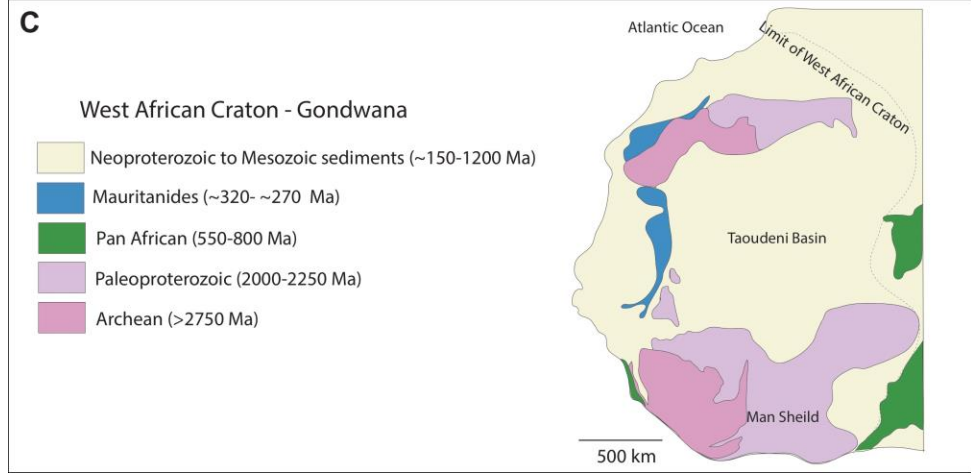 C
Atlantic Ocean
Limit of West African Craton
West African Craton - Gondwana
Neoproterozoic to Mesozoic sediments (~150-1200 Ma)
Mauritanides (~320- ~270 Ma)
Pan African (550-800 Ma)
Paleoproterozoic (2000-2250 Ma)
Archean (>2750 Ma)
Taoudeni Basin
Man Sheild
500 km